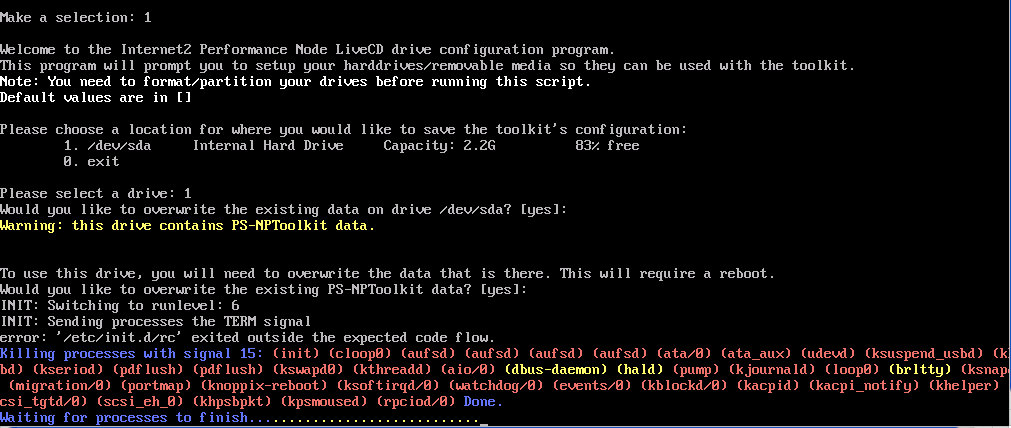 Make a selection: 1
Welcome to the Internet2 Performance Node LiveCD drive configuration program.
This program will prompt you to setup your harddrives/removable media so they can be used with the toolkit.
Note: You need to format/partition your drives before running this script.
Default values are in []
Please choose a location for where you would like to save the toolkit's configuration:
1. /dev/sda Internal Hard Drive Capacity: 2.2G 83% free
0. exit
Please select a drive: 1
Would you like to overwrite the existing data on drive /dev/sda? [yes]:
Warning: this drive contains PS-NPToolkit data.
To use this drive, you will need to overwrite the data that is there. This will require a reboot.
Would you like to overwrite the existing PS-NPToolkit data? [yes]:
INIT: Switching to runlevel: 6
INIT: Sending processes the TERM signal
error: '/etc/init.d/rc' exited outside the expected code flow.
Killing processes with signal 15: (init) (cloop0) (aufsd) (aufsd) (aufsd) (aufsd) (ata/0) (ata_aux) (udevd) (ksuspend_usbd) (k
bd) (kseriod) (pdflush) (pdflush) (kswapd0) (kthreadd) (aio/0) (dbus-daemon) (hald) (pump) (kjournald) (loop0) (brltty) (ksnap
(migration/0) (portmap) (knoppix-reboot) (ksoftirqd/0) (watchdog/0) (events/0) (kblockd/0) (kacpid) (kacpi_notify) (khelper)
csi_tgtd/0) (scsi_eh_0) (khpsbpkt) (kpsmoused) (rpciod/0) Done.
Waiting for processes to finish............................_